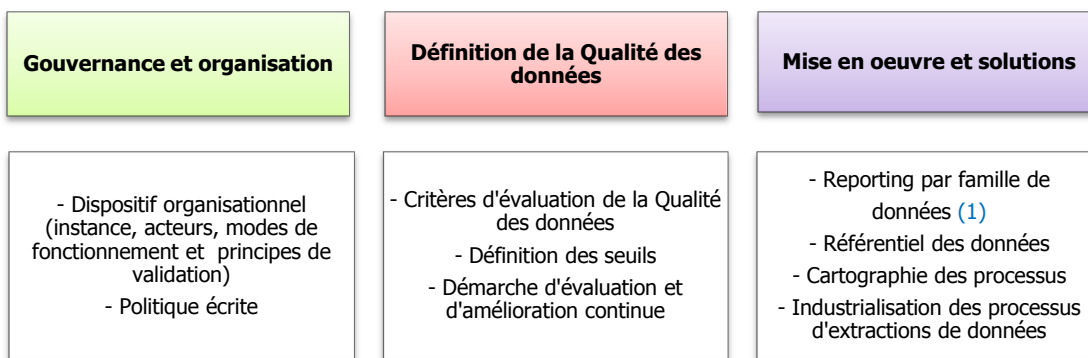 Gouvernance et organisation
Définition de la Qualité des
données
Mise en oeuvre et solutions
- Dispositif organisationnel
(instance, acteurs, modes de
fonctionnement et principes de
validation)
- Politique écrite
- Critères d'évaluation de la Qualité
des données
- Définition des seuils
- Démarche d'évaluation et
d'amélioration continue
- Reporting par famille de
données (1)
- Référentiel des données
- Cartographie des processus
- Industrialisation des processus
d'extractions de données